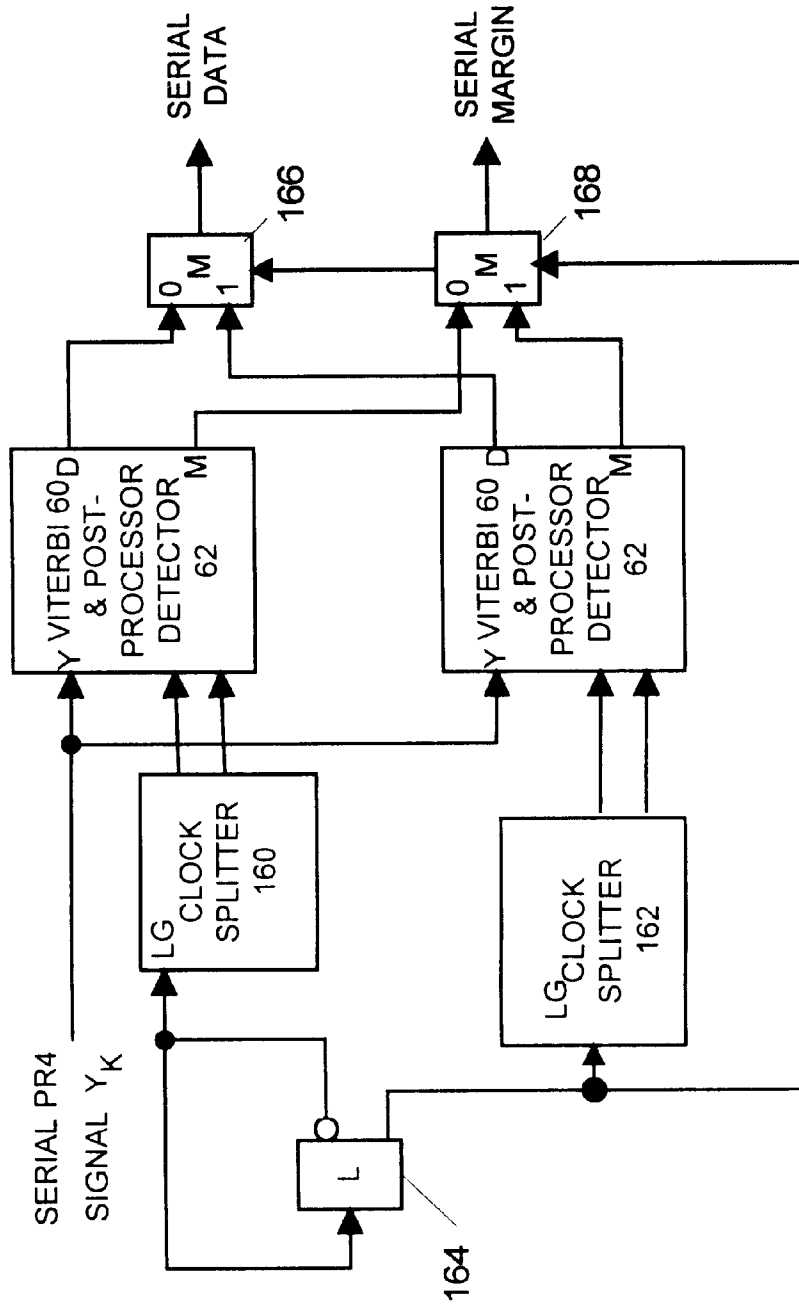 SERIAL PR4
SIGNAL YK
LG
CLOCK
SPLITTER
160
Y VITERBI 60 D
& POST-
PROCESSOR
DETECTOR M
62
0
M
1
166
SERIAL
DATA
L
164
LG CLOCK
SPLITTER
162
Y VITERBI 60 D
& POST-
PROCESSOR
DETECTOR M
62
0
M
1
168
SERIAL
MARGIN